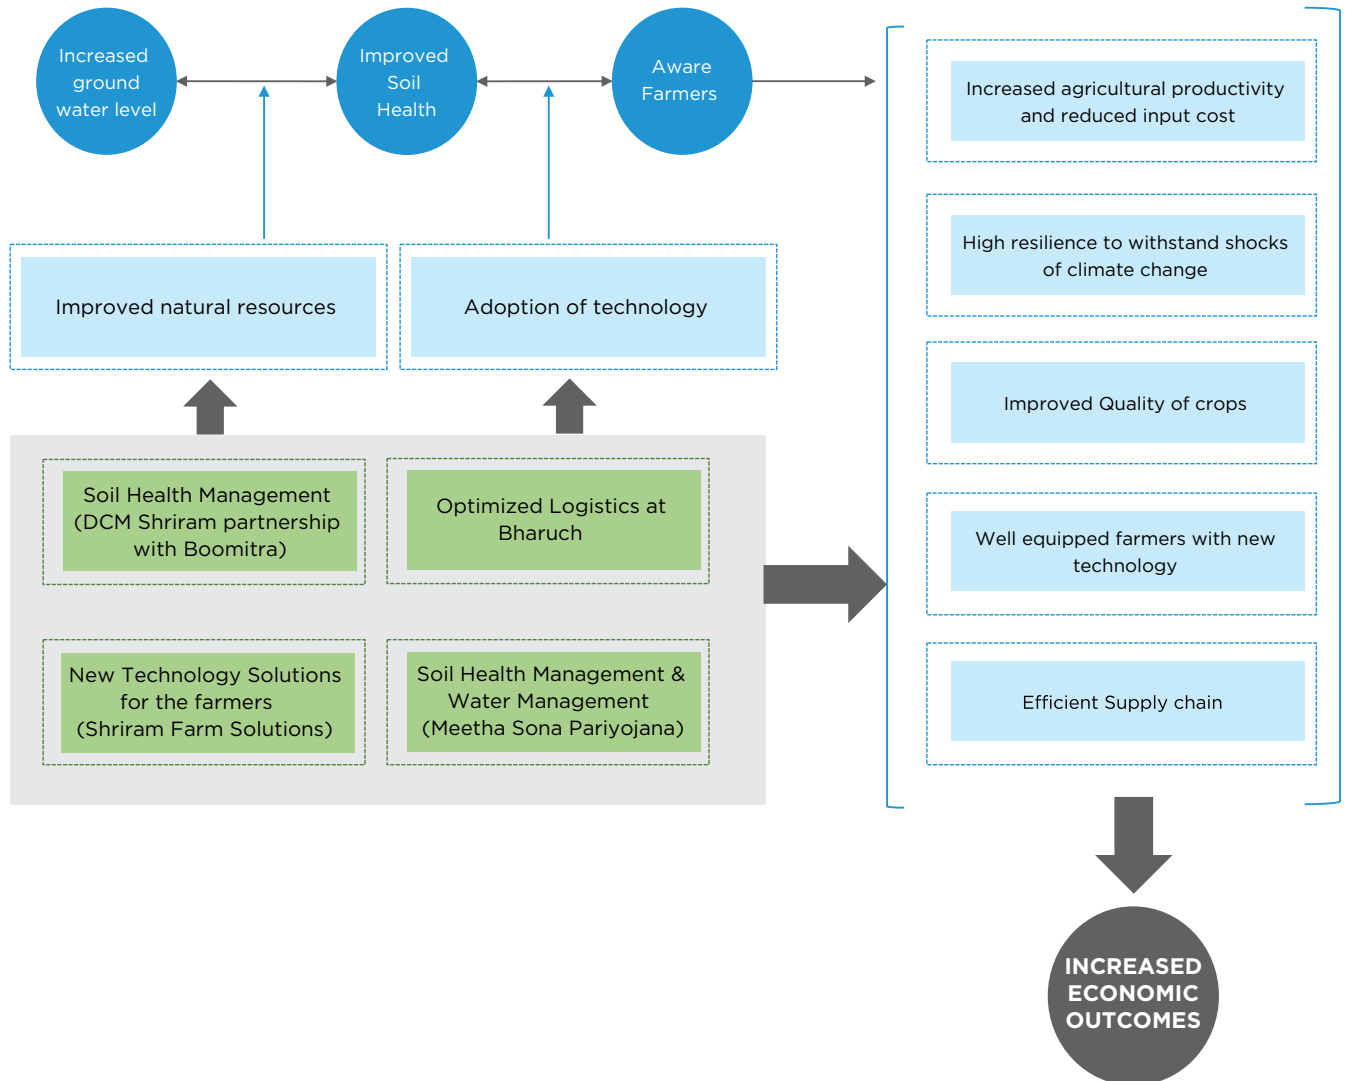 Increased
ground
water level
Improved
Soil
Health
Aware
Farmers
Improved natural resources
Adoption of technology
Soil Health Management
(DCM Shriram partnership
with Boomitra)
Optimized Logistics at
Bharuch
New Technology Solutions
for the farmers
(Shriram Farm Solutions)
Soil Health Management &
Water Management
(Meetha Sona Pariyojana)
Increased agricultural productivity
and reduced input cost
High resilience to withstand shocks
of climate change
Improved Quality of crops
Well equipped farmers with new
technology
Efficient Supply chain
INCREASED
ECONOMIC
OUTCOMES